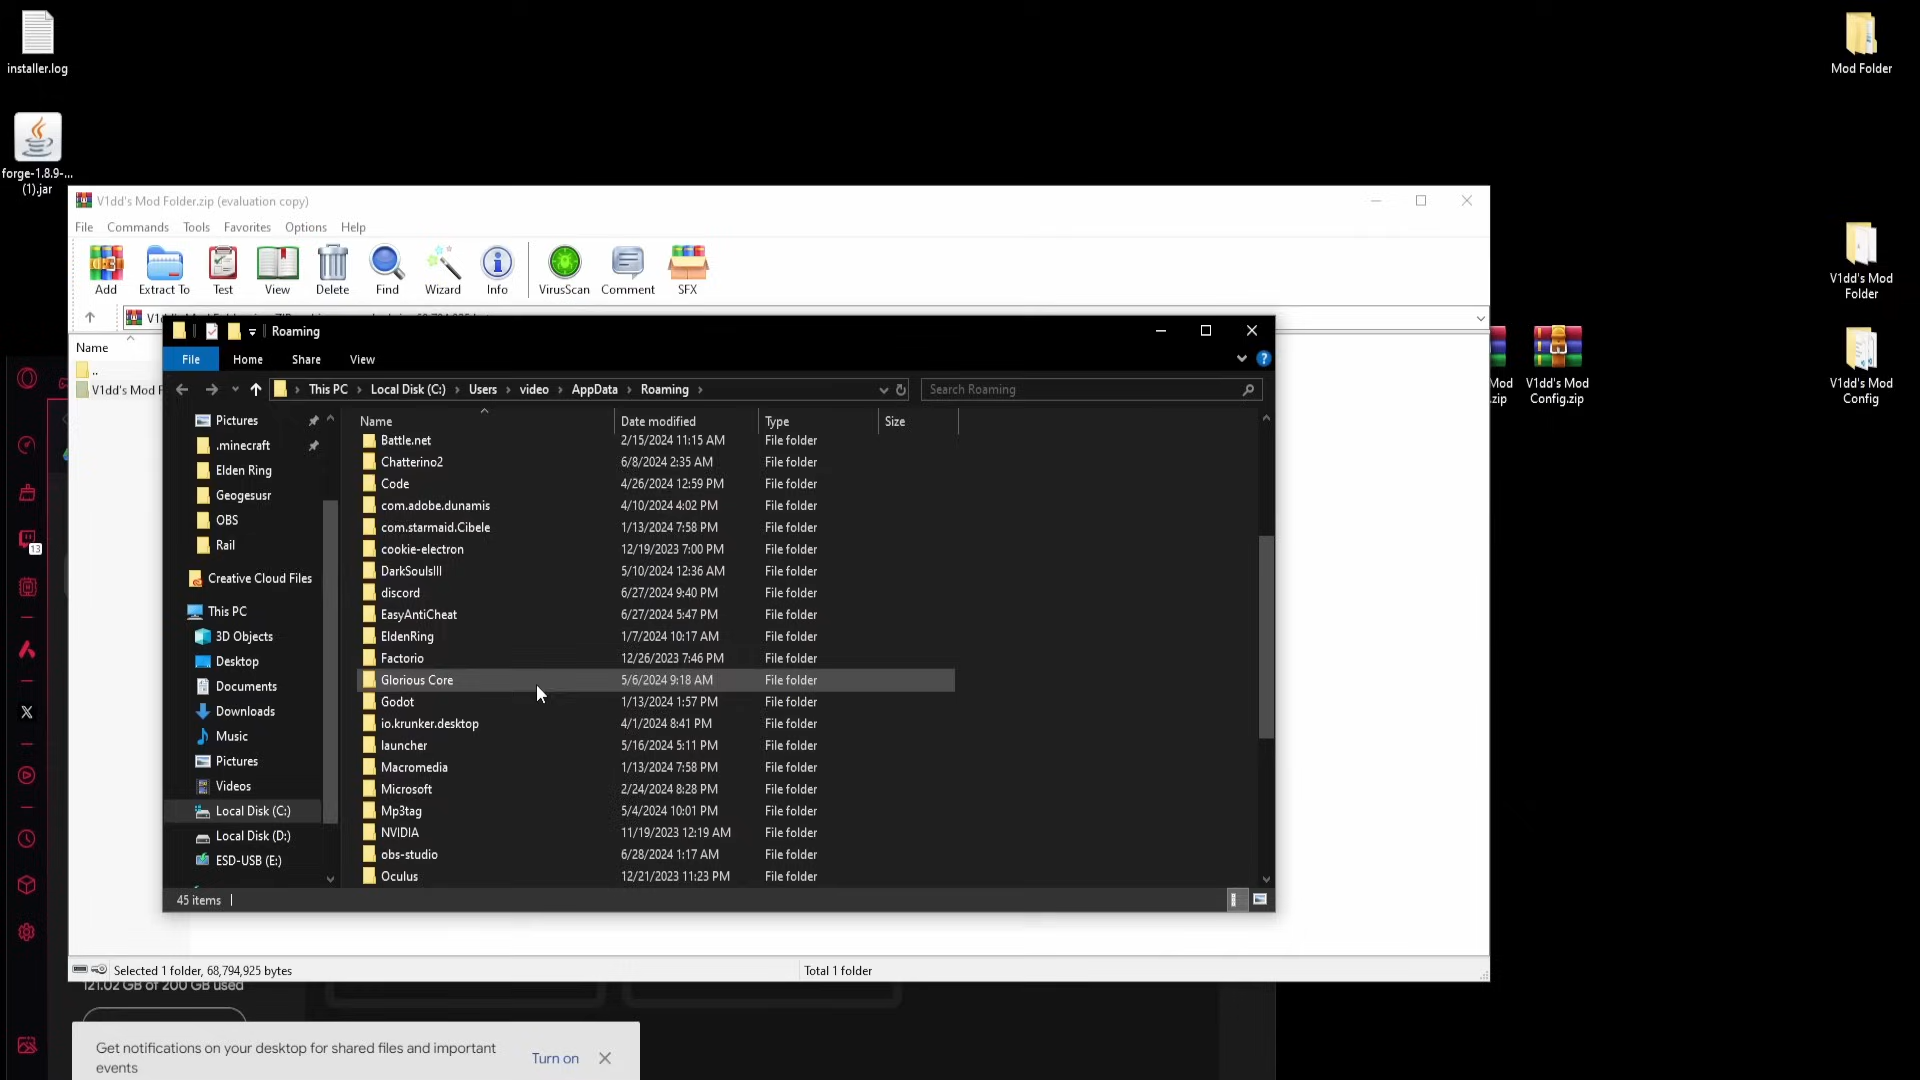 installer.log
Mod Folder
forge-1.8.9-...
(1).jar
V1dd's Mod Folder.zip (evaluation copy)
File Commands Tools Favorites Options Help
Add Extract To Test View Delete Find Wizard Info VirusScan Comment SFX
V1dd's Mod
Folder
Roaming
Name
..
V1dd's Mod F
File Home Share View
This PC Local Disk (C:) Users video AppData Roaming
Search Roaming
Mod
.zip
V1dd's Mod
Config.zip
V1dd's Mod
Config
Name Date modified Type Size
Pictures
.minecraft
Elden Ring
Geogesusr
OBS
Rail
Creative Cloud Files
This PC
3D Objects
Desktop
Documents
Downloads
Music
Pictures
Videos
Local Disk (C:)
Local Disk (D:)
ESD-USB (E:)
Battle.net 2/15/2024 11:15 AM File folder
Chatterino2 6/8/2024 2:35 AM File folder
Code 4/26/2024 12:59 PM File folder
com.adobe.dunamis 4/10/2024 4:02 PM File folder
com.starmaid.Cibele 1/13/2024 7:58 PM File folder
cookie-electron 12/19/2023 7:00 PM File folder
DarkSoulsIII 5/10/2024 12:36 AM File folder
discord 6/27/2024 9:40 PM File folder
EasyAntiCheat 6/27/2024 5:47 PM File folder
EldenRing 1/7/2024 10:17 AM File folder
Factorio 12/26/2023 7:46 PM File folder
Glorious Core 5/6/2024 9:18 AM File folder
Godot 1/13/2024 1:57 PM File folder
io.krunker.desktop 4/1/2024 8:41 PM File folder
launcher 5/16/2024 5:11 PM File folder
Macromedia 1/13/2024 7:58 PM File folder
Microsoft 2/24/2024 8:28 PM File folder
Mp3tag 5/4/2024 10:01 PM File folder
NVIDIA 11/19/2023 12:19 AM File folder
obs-studio 6/28/2024 1:17 AM File folder
Oculus 12/21/2023 11:23 PM File folder
13
45 items
Selected 1 folder, 68,794,925 bytes
Total 1 folder
121.02 GB of 200 GB used
Get notifications on your desktop for shared files and important
events
Turn on